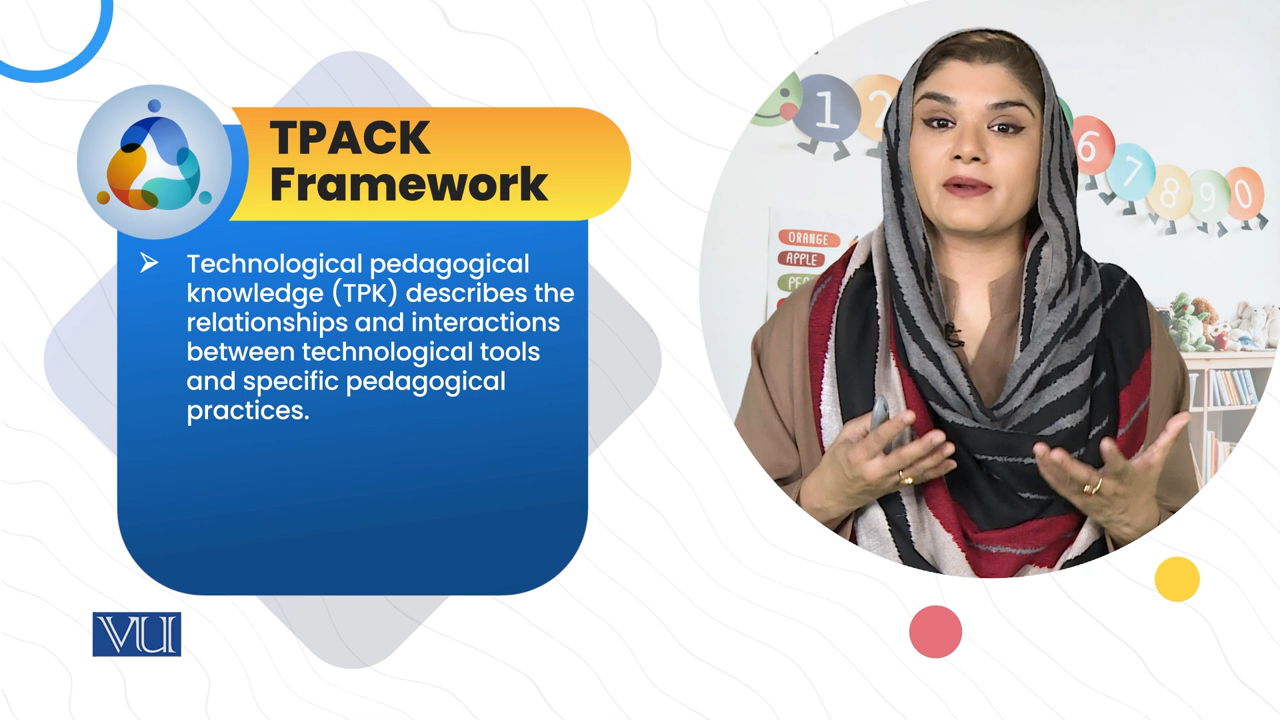 TPACK
Framework
Technological pedagogical
knowledge (TPK) describes the
relationships and interactions
between technological tools
and specific pedagogical
practices.
VU
1 2
6 7 8 9 0
ORANGE
APPLE